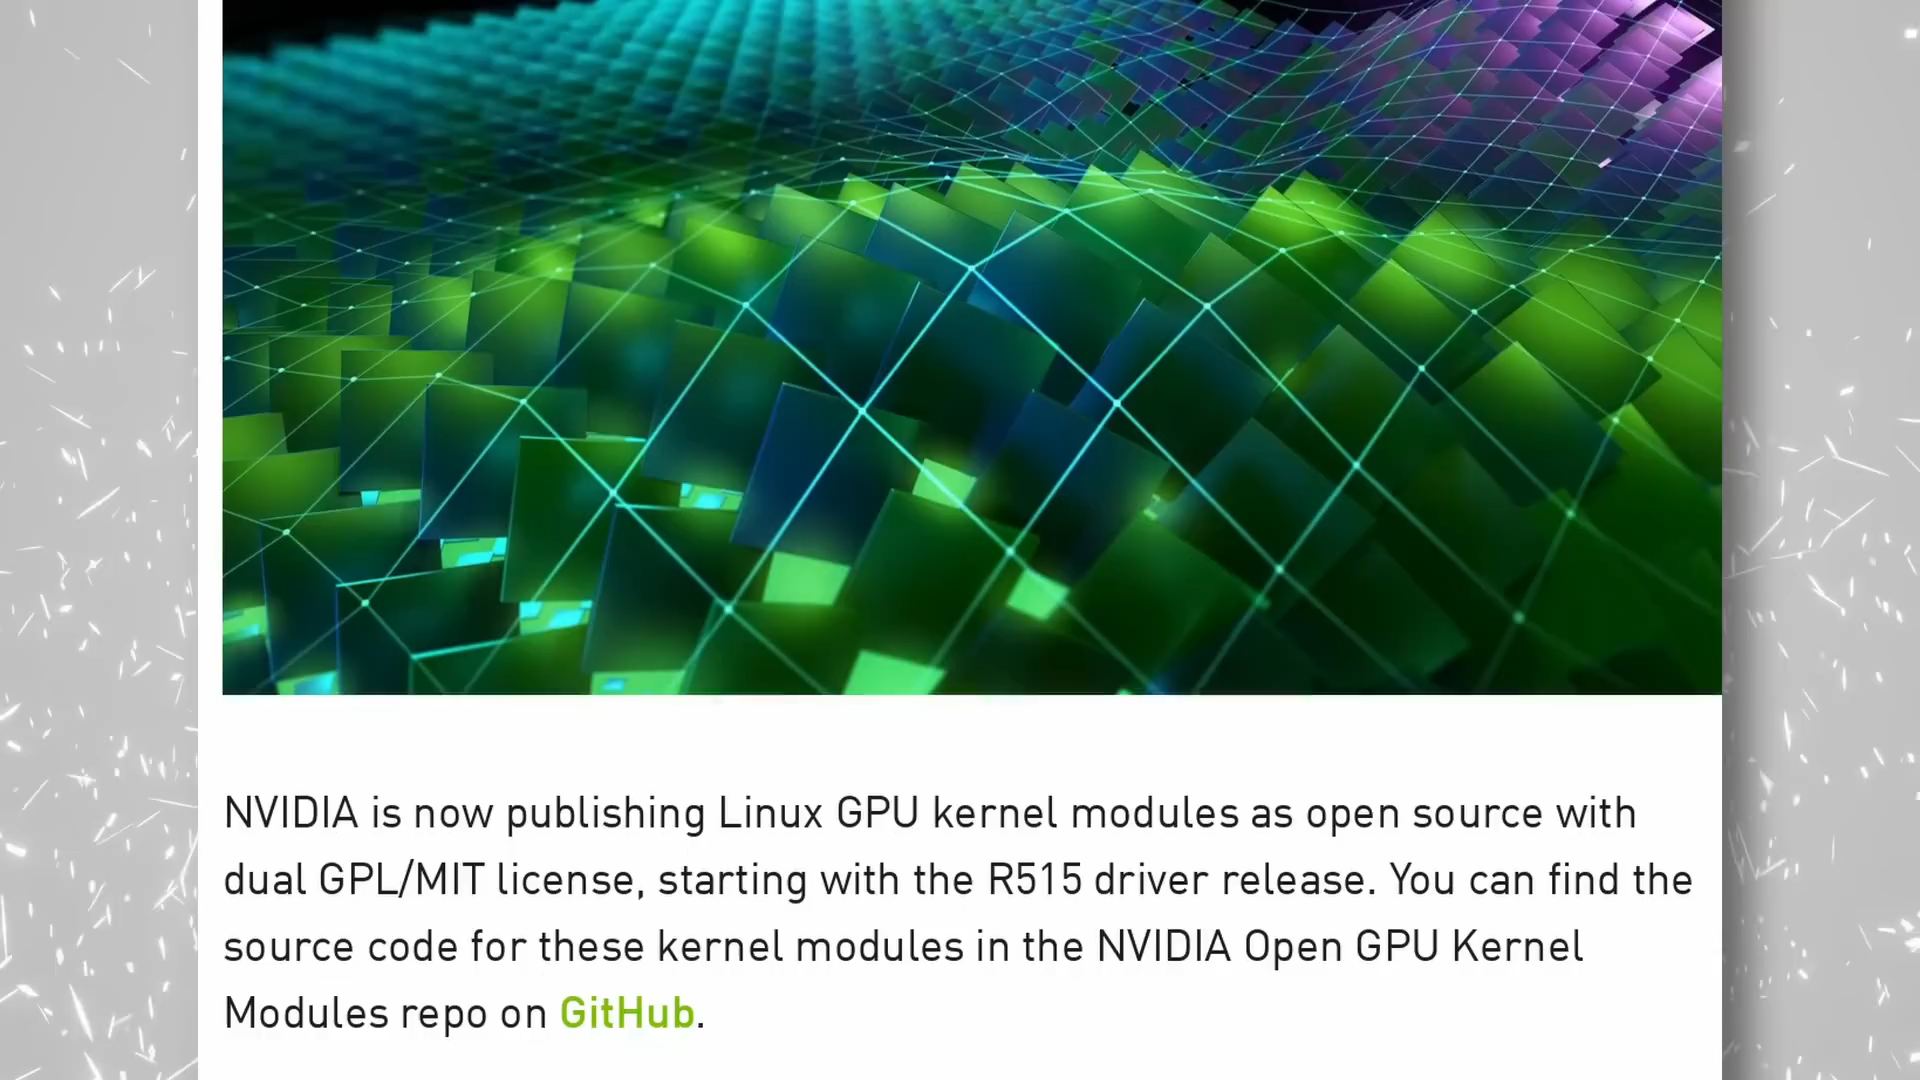 NVIDIA is now publishing Linux GPU kernel modules as open source with
dual GPL/MIT license, starting with the R515 driver release. You can find the
source code for these kernel modules in the NVIDIA Open GPU Kernel
Modules repo on GitHub.